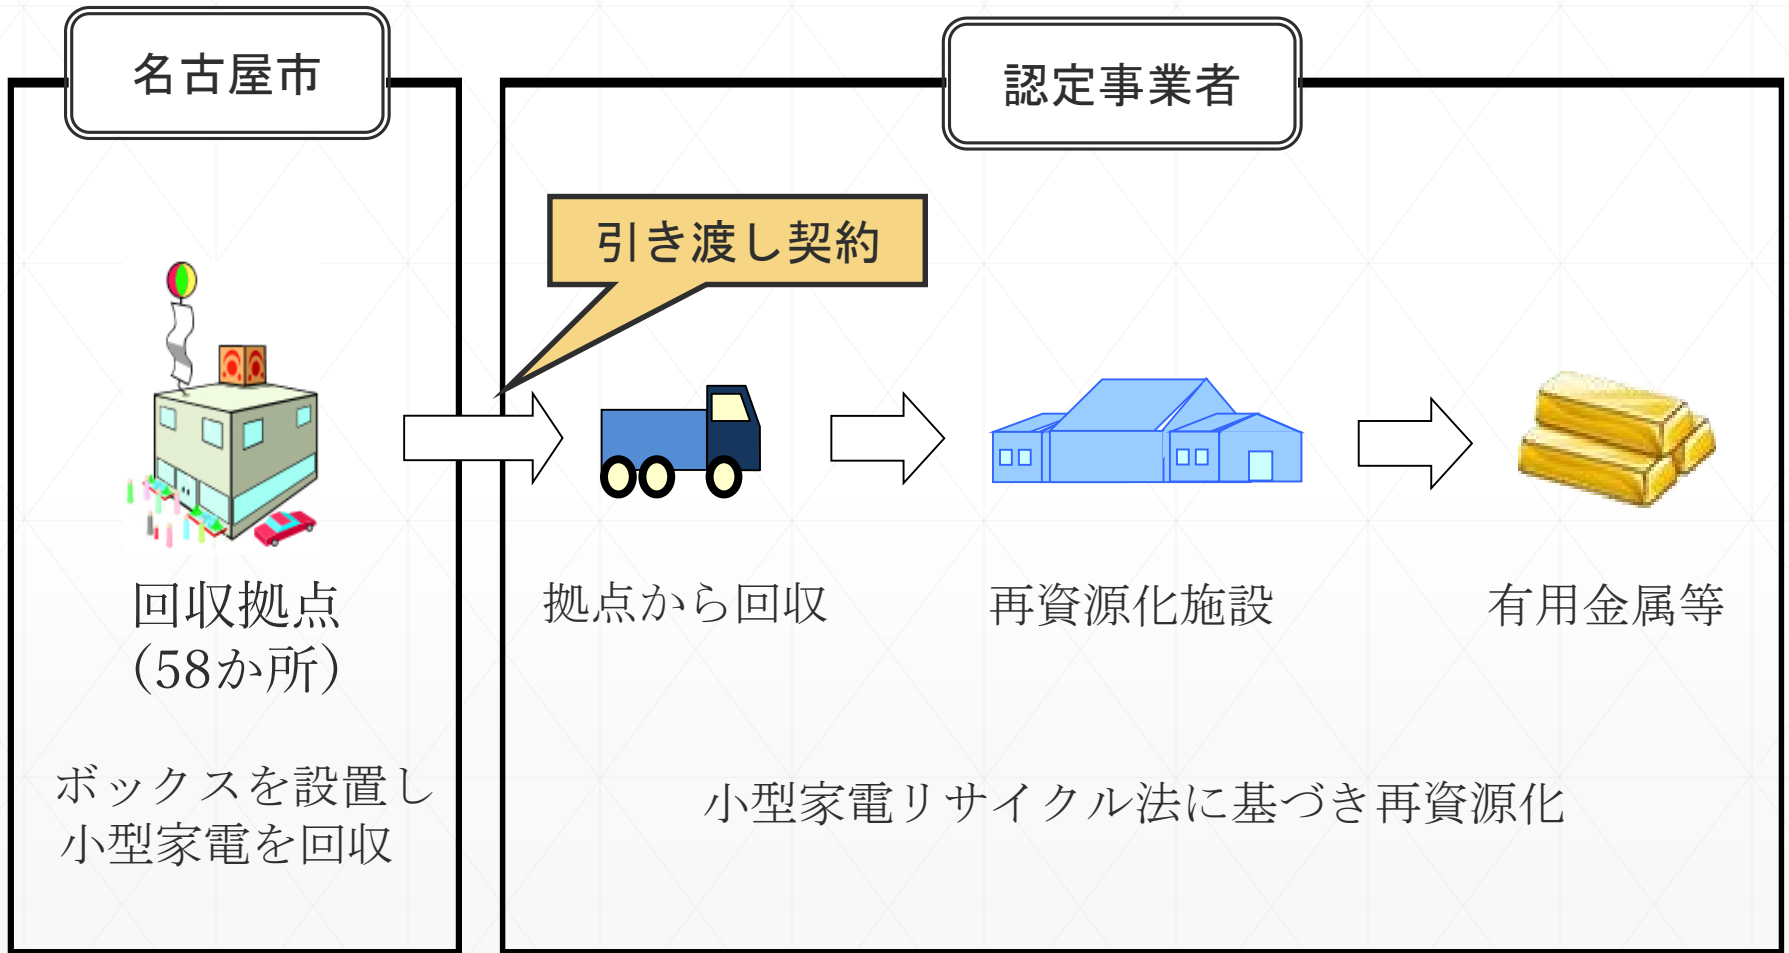 名古屋市
認定事業者
引き渡し契約
回収拠点
（58か所）
拠点から回収
再資源化施設
有用金属等
ボックスを設置し
小型家電を回収
小型家電リサイクル法に基づき再資源化